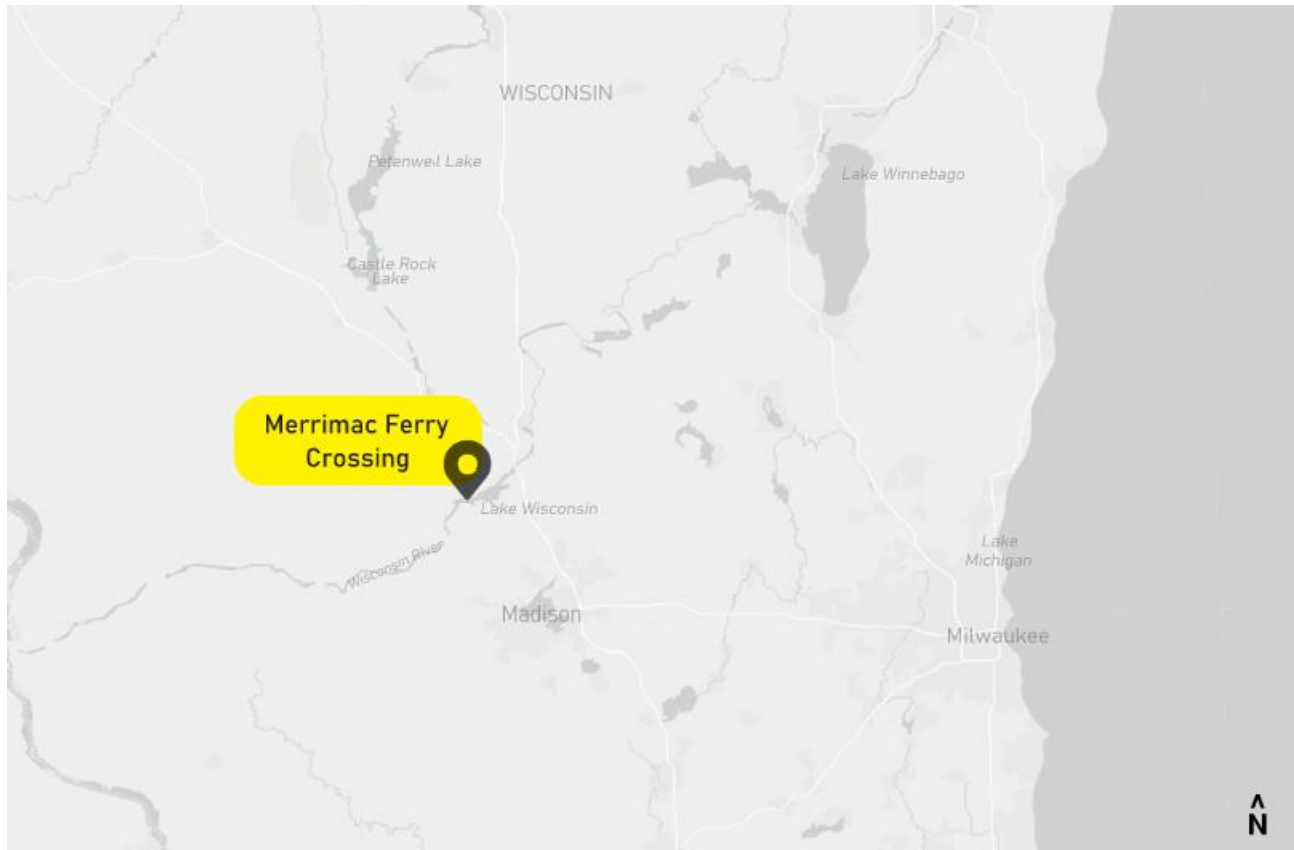 WISCONSIN
Petenwell Lake
Lake Winnebago
Castle Rock
Lake
Merrimac Ferry
Crossing
Lake Wisconsin
Wisconsin River
Lake
Michigan
Madison
Milwaukee
^
N